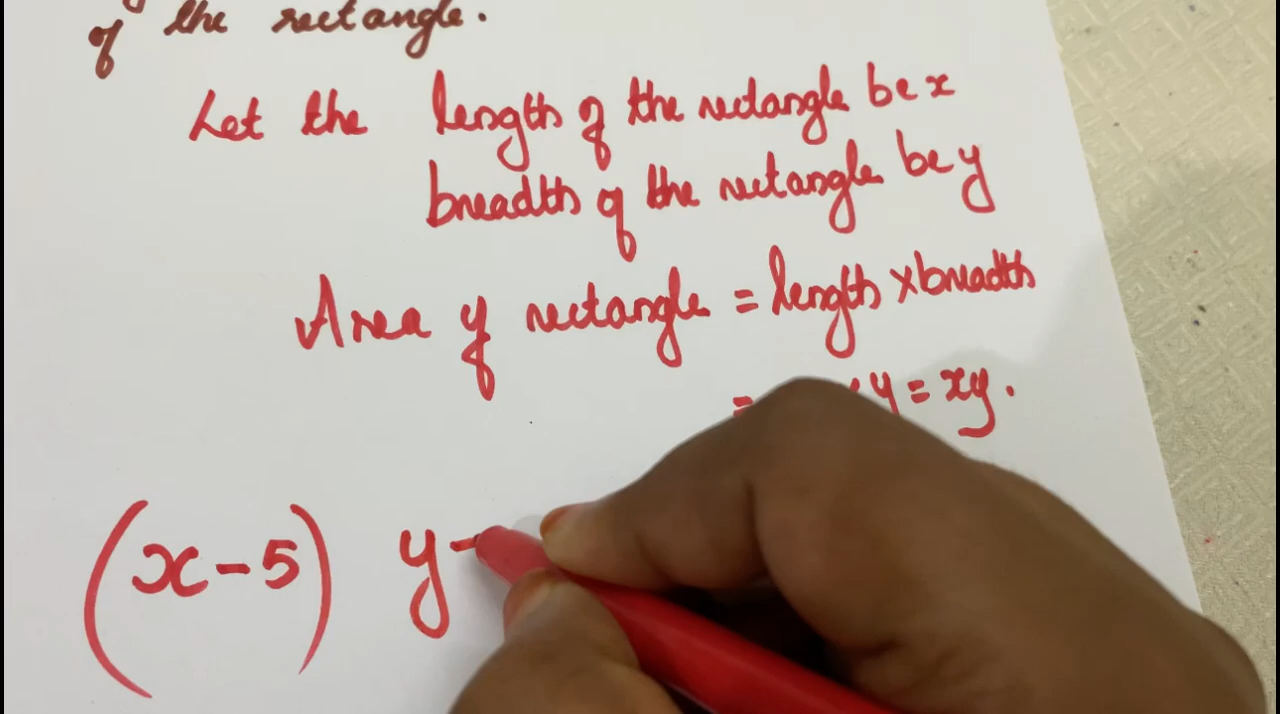 of the rectangle.
Let the length of the rectangle be x
breadth of the rectangle be y
Area of rectangle = length × breadth
= y = xy.
(x - 5) y -